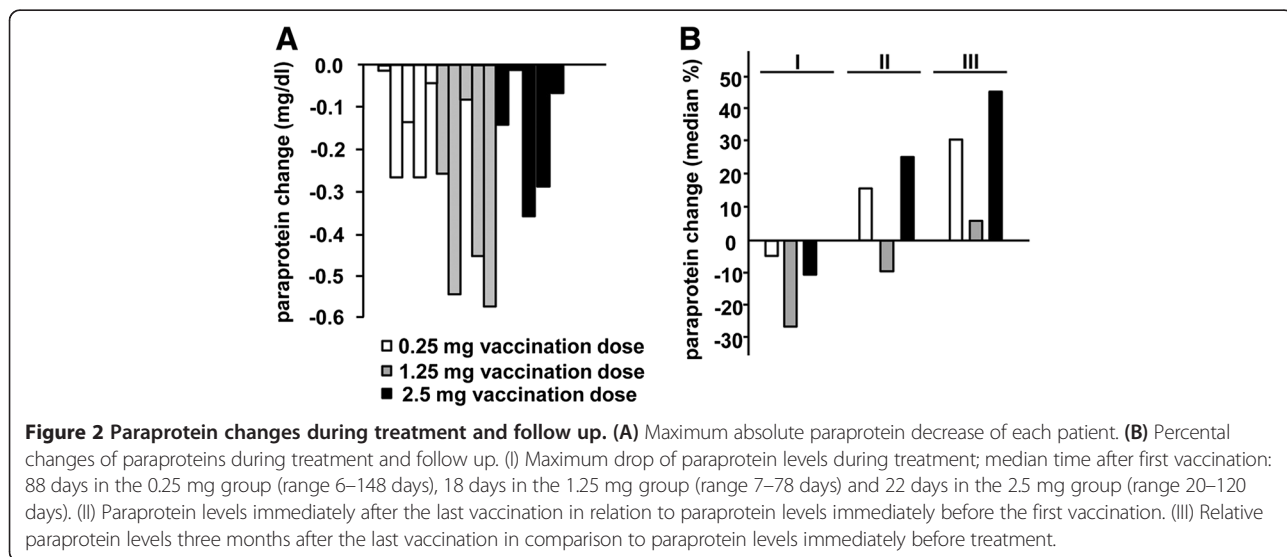 A
paraprotein change (mg/dl)
0.0
-0.1
-0.2
-0.3
-0.4
-0.5
-0.6
0.25 mg vaccination dose
1.25 mg vaccination dose
2.5 mg vaccination dose
B
paraprotein change (median %)
I II III
50
40
30
20
10
0
-10
-20
-30
Figure 2 Paraprotein changes during treatment and follow up. (A) Maximum absolute paraprotein decrease of each patient. (B) Percental
changes of paraproteins during treatment and follow up. (I) Maximum drop of paraprotein levels during treatment; median time after first vaccination:
88 days in the 0.25 mg group (range 6–148 days), 18 days in the 1.25 mg group (range 7–78 days) and 22 days in the 2.5 mg group (range 20–120
days). (II) Paraprotein levels immediately after the last vaccination in relation to paraprotein levels immediately before the first vaccination. (III) Relative
paraprotein levels three months after the last vaccination in comparison to paraprotein levels immediately before treatment.